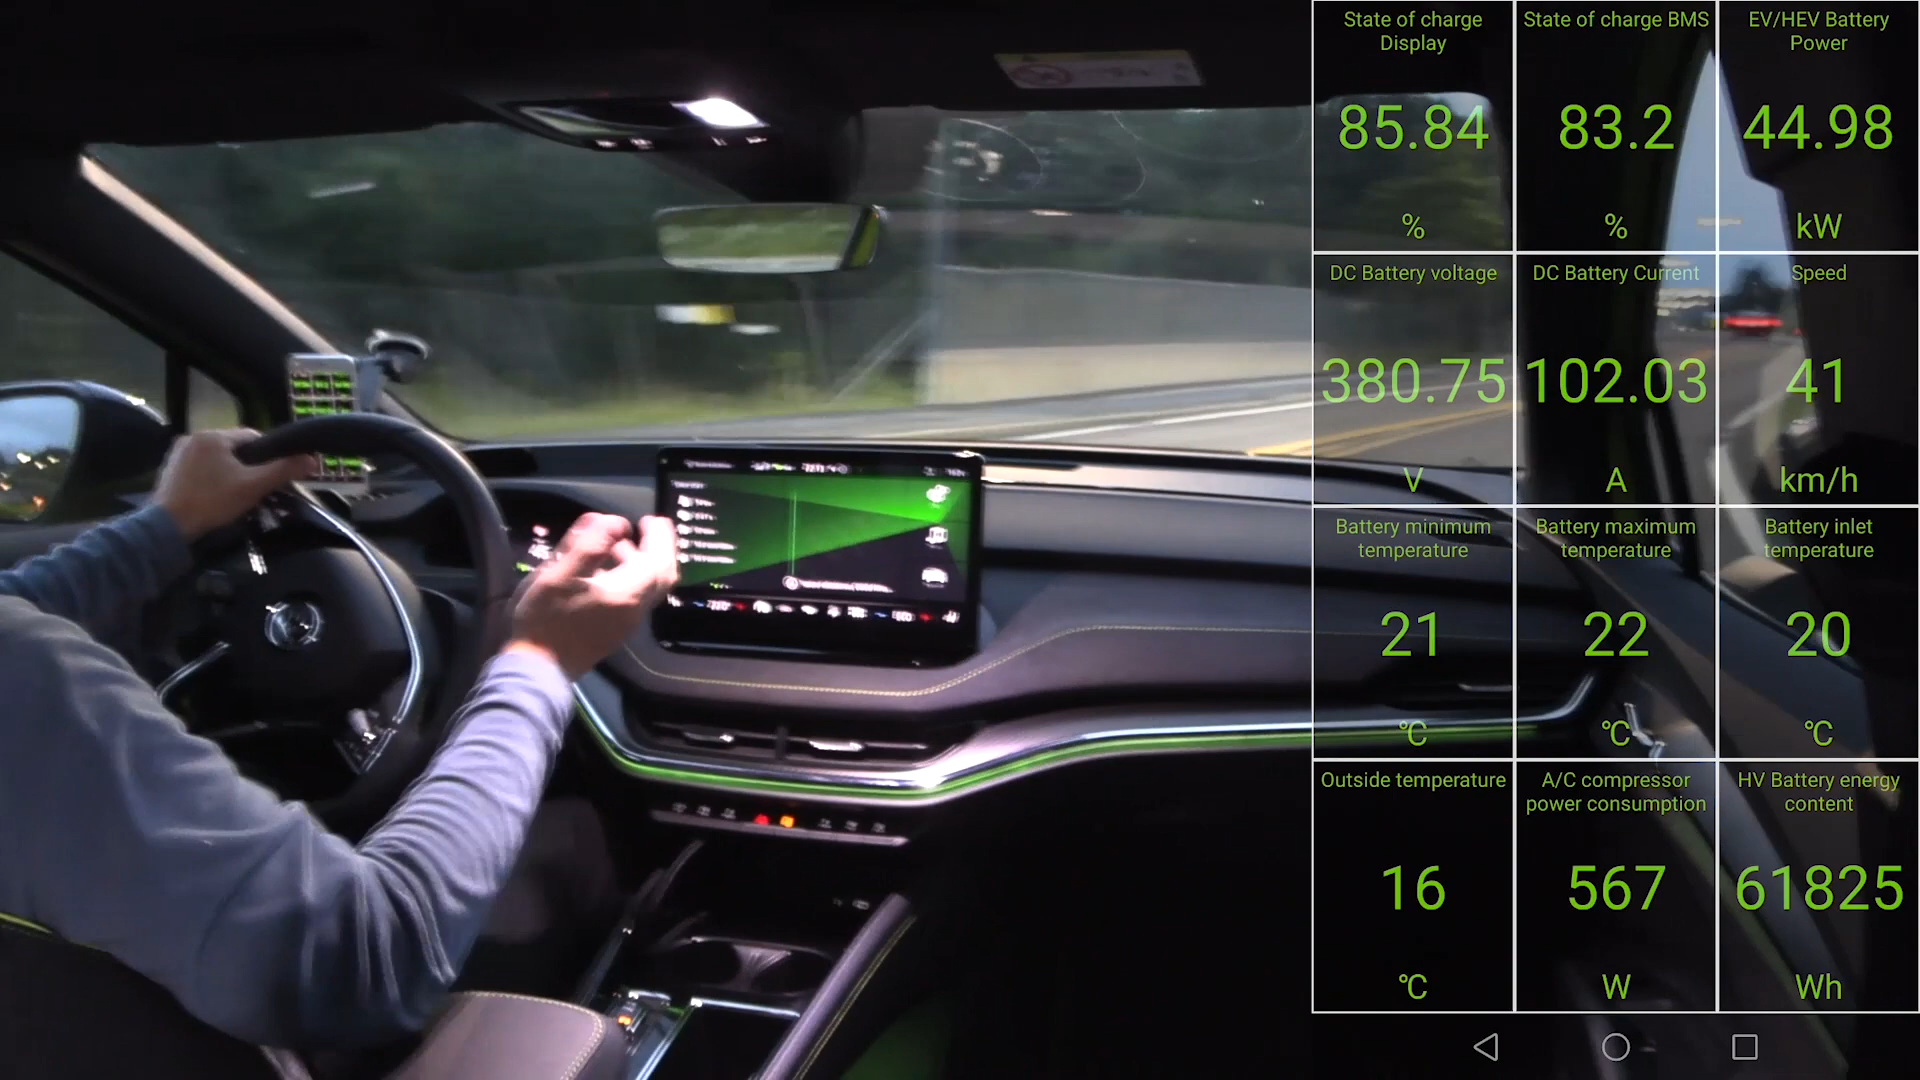 State of charge
Display
85.84
%
State of charge BMS
83.2
%
EV/HEV Battery
Power
44.98
kW
DC Battery voltage
380.75
V
DC Battery Current
102.03
A
Speed
41
km/h
Battery minimum
temperature
21
℃
Battery maximum
temperature
22
℃
Battery inlet
temperature
20
℃
Outside temperature
16
℃
A/C compressor
power consumption
567
W
HV Battery energy
content
61825
Wh